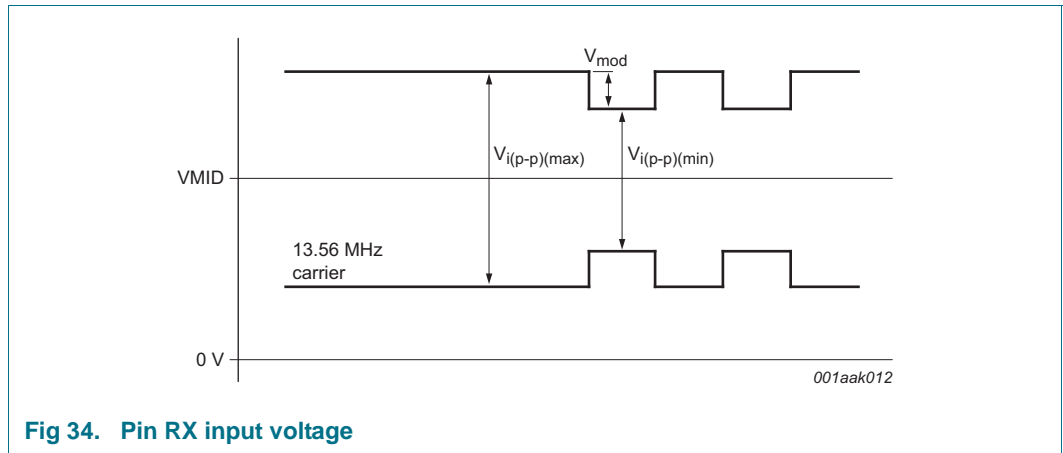 Vmod
Vi(p-p)(max)
Vi(p-p)(min)
VMID
13.56 MHz
carrier
0 V
001aak012
Fig 34. Pin RX input voltage